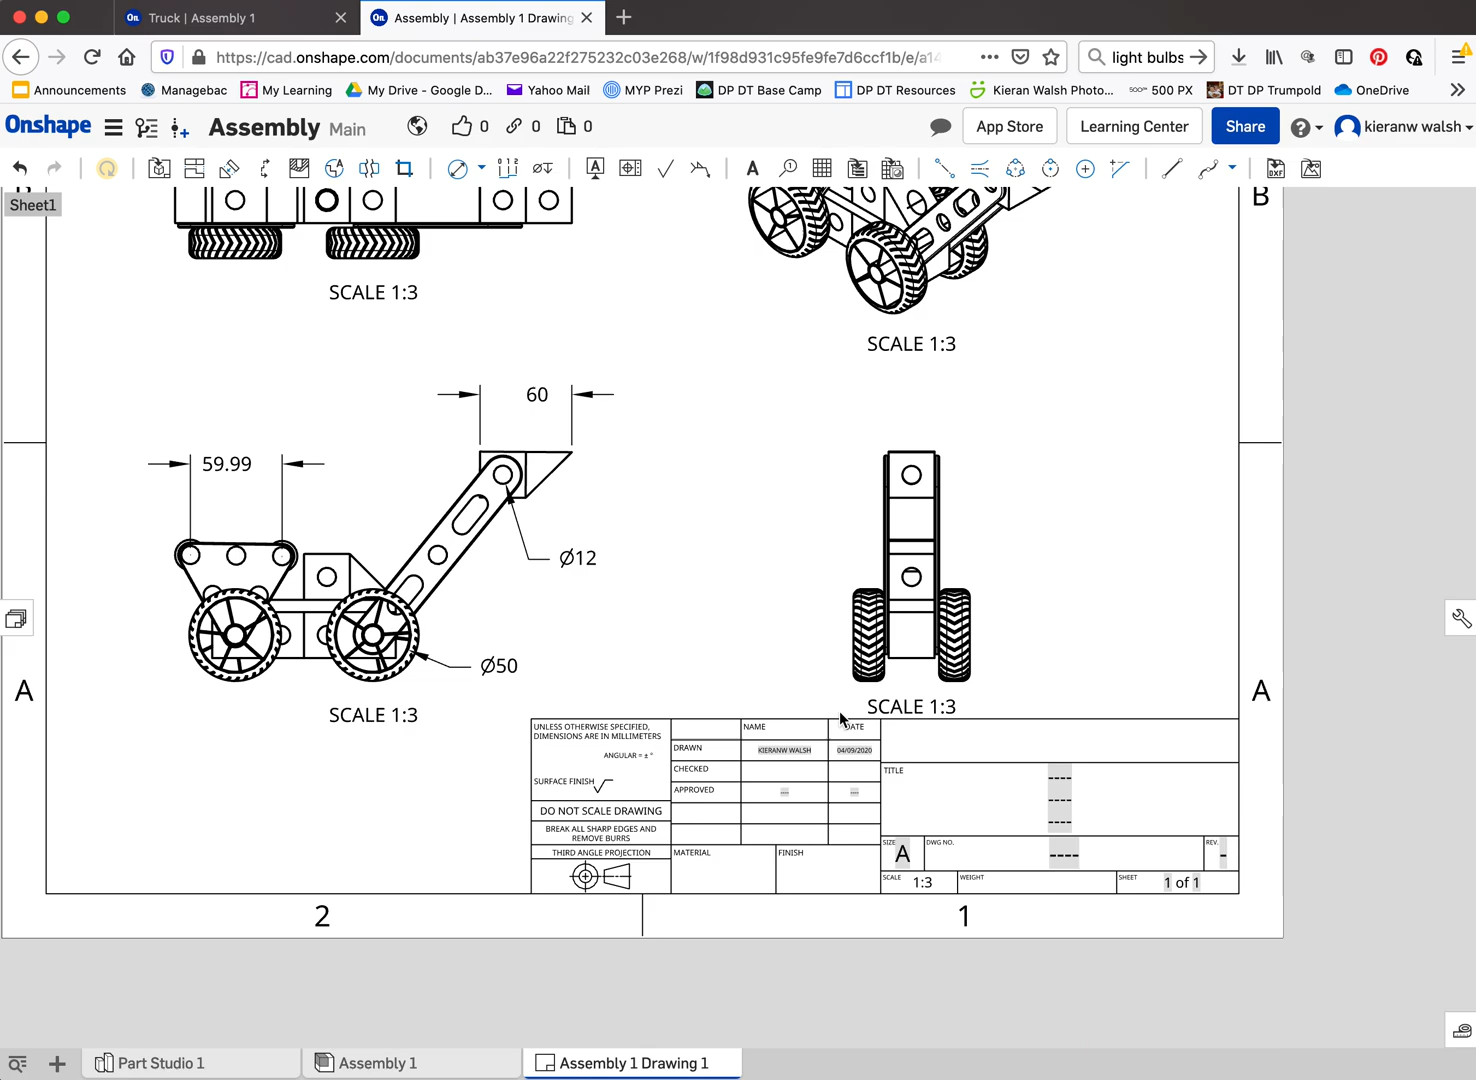 Truck | Assembly 1
Assembly | Assembly 1 Drawing
https://cad.onshape.com/documents/ab37e96a22f275232c03e268/w/1f98d931c95fe9fe7d6ccf1b/e/a14
light bulbs
Announcements
Managebac
My Learning
My Drive - Google D...
Yahoo Mail
MYP Prezi
DP DT Base Camp
DP DT Resources
Kieran Walsh Photo...
500 PX
DT DP Trumpold
OneDrive
Onshape
Assembly Main
0
0
0
App Store
Learning Center
Share
kieranw walsh
Sheet1
B
SCALE 1:3
SCALE 1:3
60
59.99
Ø12
Ø50
A
A
SCALE 1:3
SCALE 1:3
UNLESS OTHERWISE SPECIFIED,
DIMENSIONS ARE IN MILLIMETERS
ANGULAR = ± °
SURFACE FINISH
DO NOT SCALE DRAWING
BREAK ALL SHARP EDGES AND
REMOVE BURRS
THIRD ANGLE PROJECTION
NAME
DATE
DRAWN
KIERANW WALSH
04/09/2020
CHECKED
APPROVED
MATERIAL
FINISH
TITLE
SIZE
A
DWG NO.
REV.
SCALE
1:3
WEIGHT
SHEET
1 of 1
2
1
Part Studio 1
Assembly 1
Assembly 1 Drawing 1